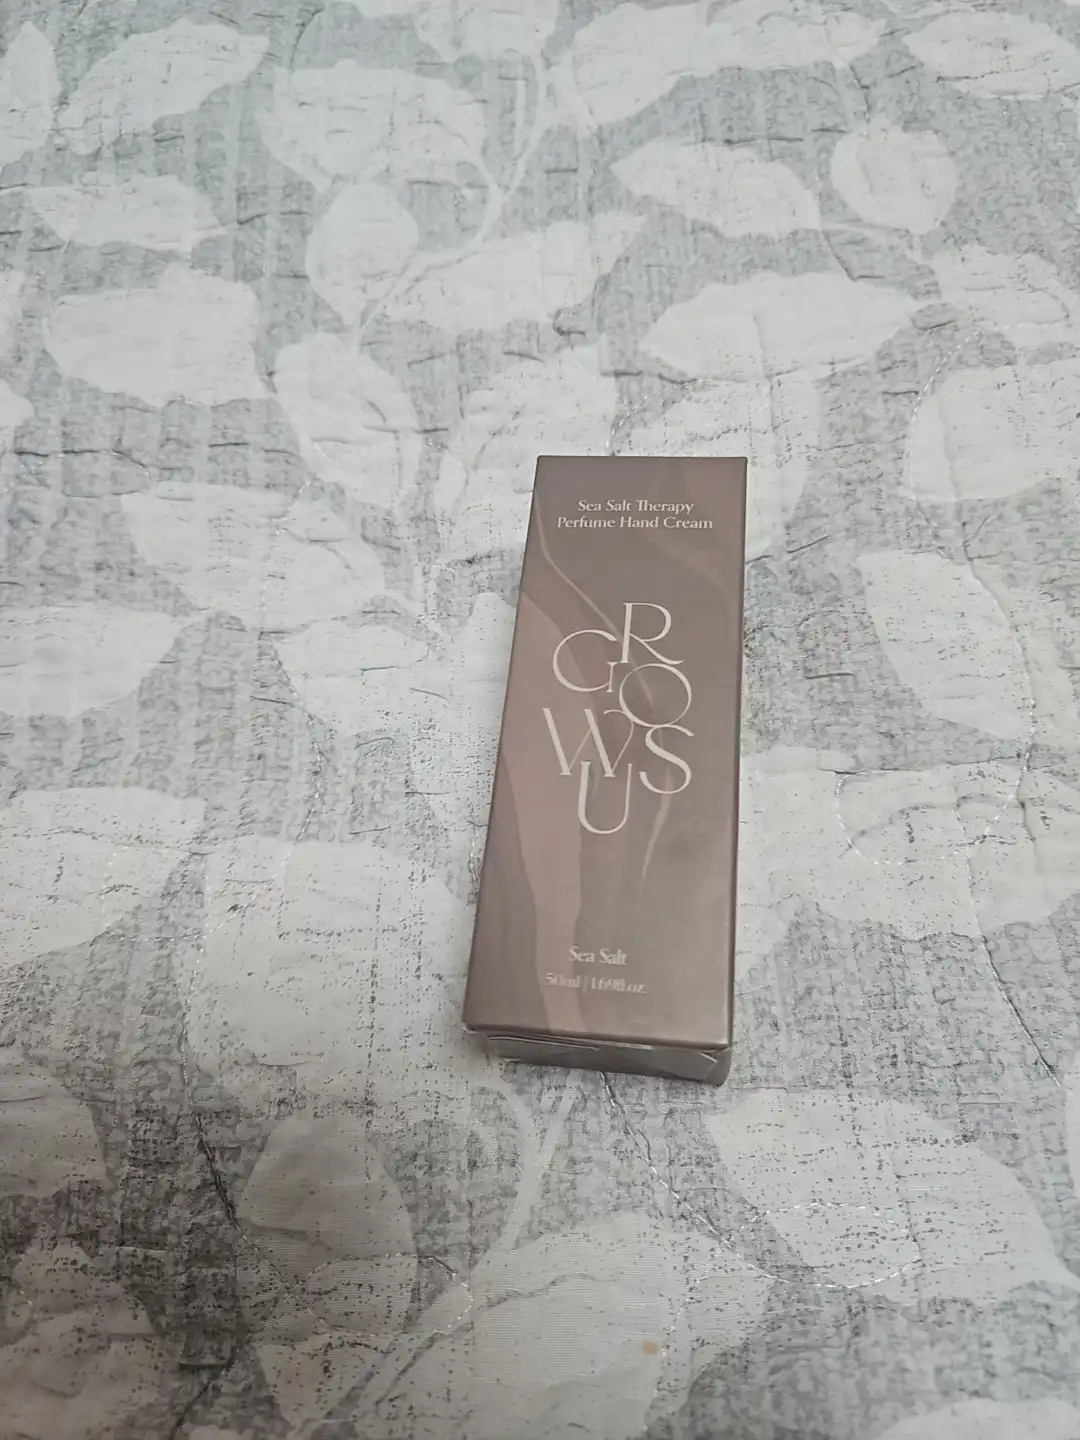 Sea Salt Therapy
Perfume Hand Cream
GROWUS
Sea Salt
50ml | 1.69fl.oz.